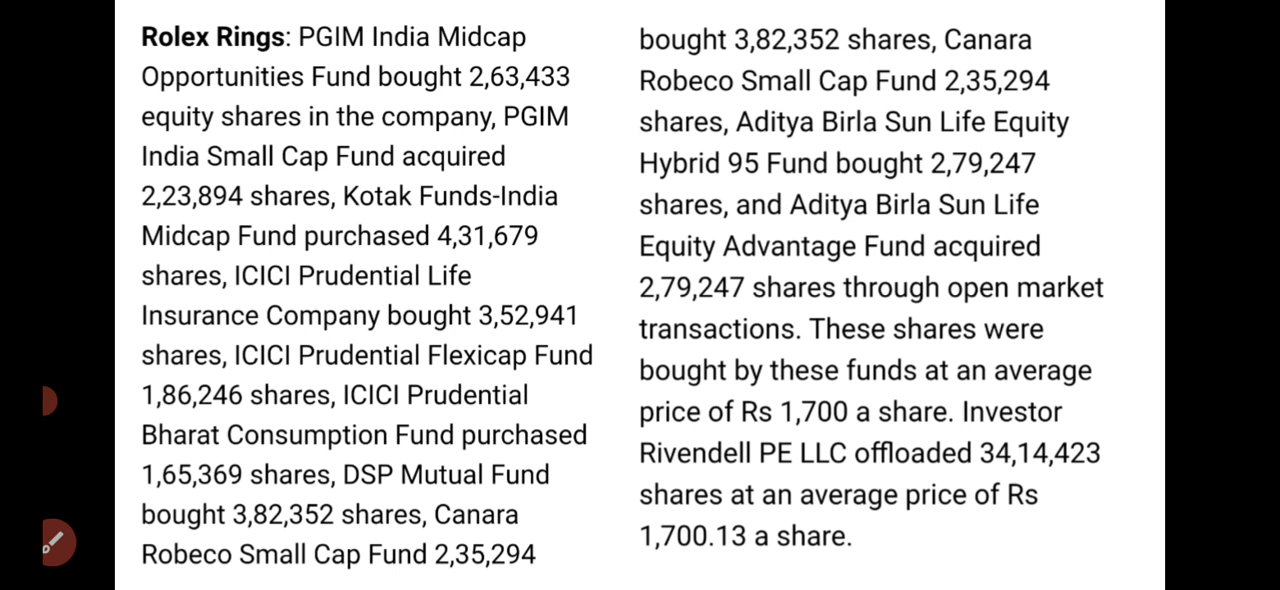 Rolex Rings: PGIM India Midcap
Opportunities Fund bought 2,63,433
equity shares in the company, PGIM
India Small Cap Fund acquired
2,23,894 shares, Kotak Funds-India
Midcap Fund purchased 4,31,679
shares, ICICI Prudential Life
Insurance Company bought 3,52,941
shares, ICICI Prudential Flexicap Fund
1,86,246 shares, ICICI Prudential
Bharat Consumption Fund purchased
1,65,369 shares, DSP Mutual Fund
bought 3,82,352 shares, Canara
Robeco Small Cap Fund 2,35,294
bought 3,82,352 shares, Canara
Robeco Small Cap Fund 2,35,294
shares, Aditya Birla Sun Life Equity
Hybrid 95 Fund bought 2,79,247
shares, and Aditya Birla Sun Life
Equity Advantage Fund acquired
2,79,247 shares through open market
transactions. These shares were
bought by these funds at an average
price of Rs 1,700 a share. Investor
Rivendell PE LLC offloaded 34,14,423
shares at an average price of Rs
1,700.13 a share.